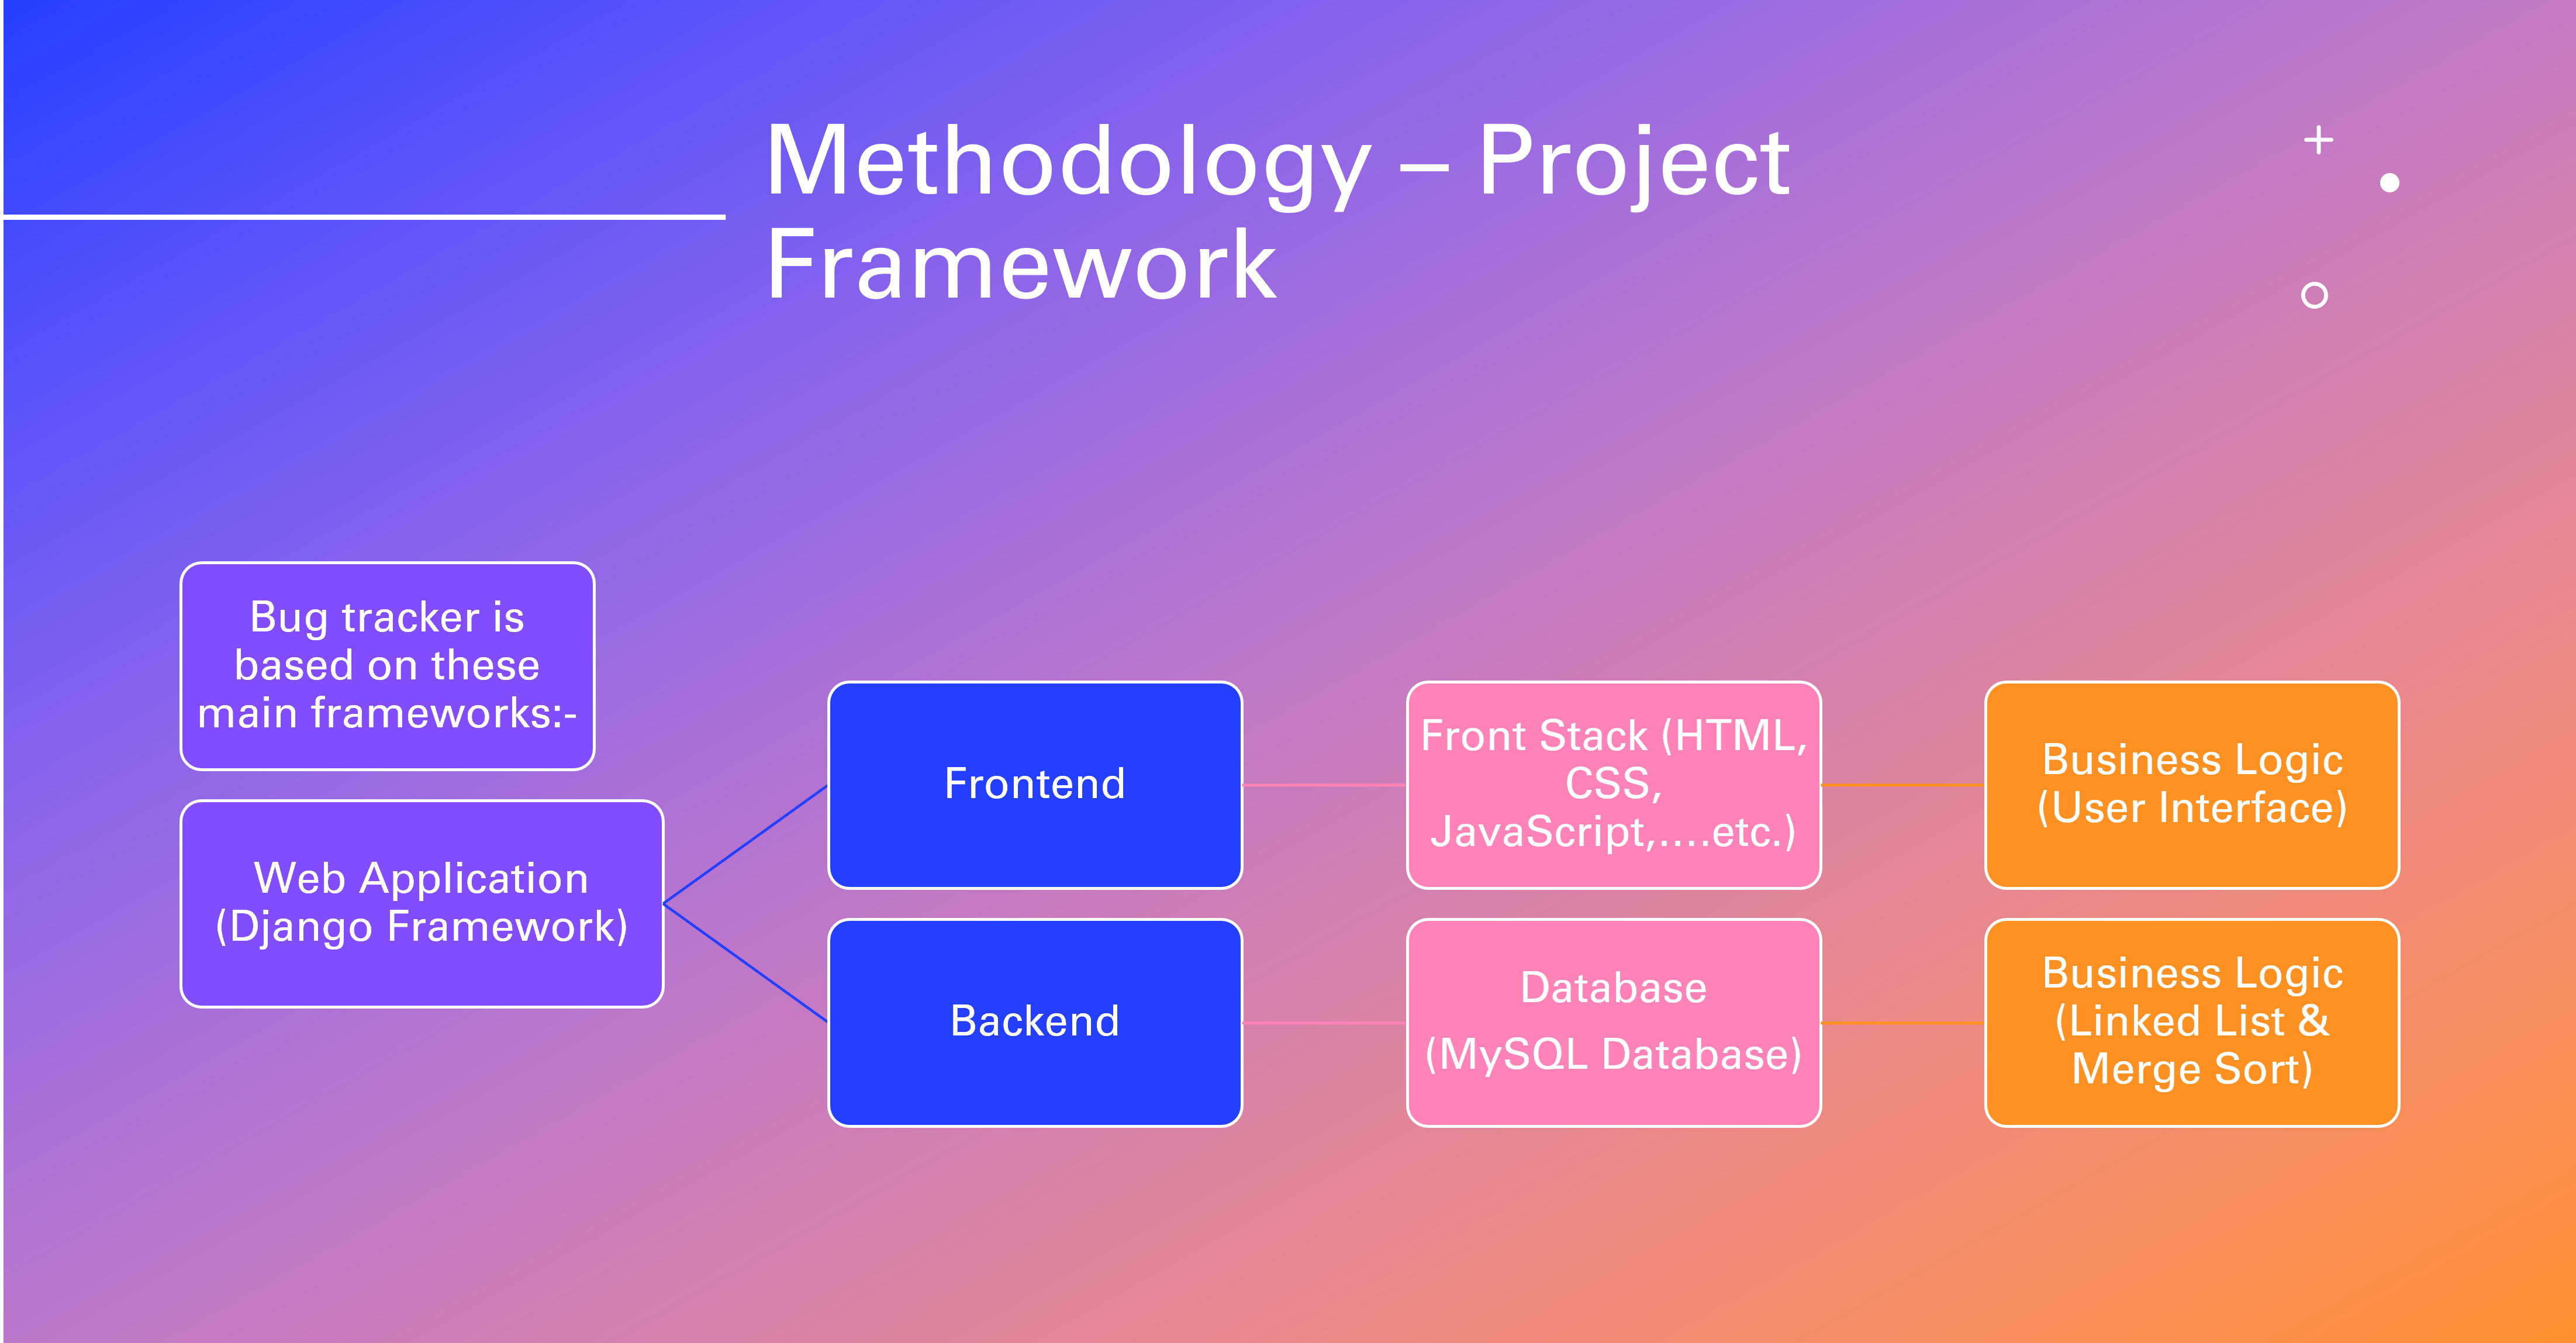 Methodology – Project
Framework
Bug tracker is
based on these
main frameworks:-
Web Application
(Django Framework)
Frontend
Front Stack (HTML,
CSS,
JavaScript,....etc.)
Business Logic
(User Interface)
Backend
Database
(MySQL Database)
Business Logic
(Linked List &
Merge Sort)